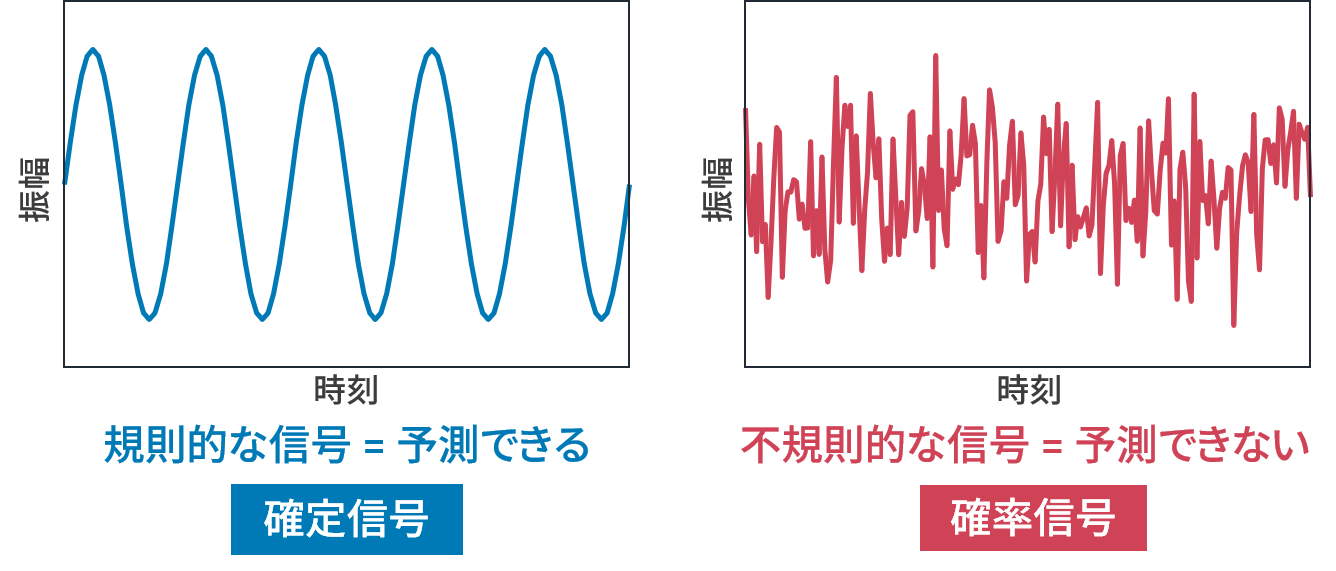 振幅
時刻
規則的な信号 = 予測できる
確定信号
振幅
時刻
不規則的な信号 = 予測できない
確率信号